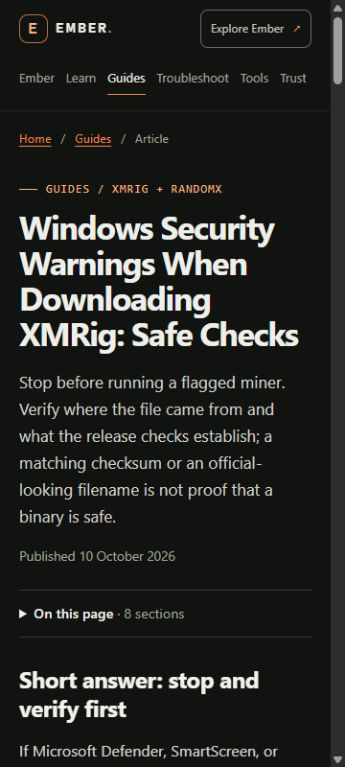 E EMBER.
Explore Ember ↗
Ember Learn Guides Troubleshoot Tools Trust
Home / Guides / Article
GUIDES / XMRIG + RANDOMX
Windows Security
Warnings When
Downloading
XMRig: Safe Checks
Stop before running a flagged miner.
Verify where the file came from and
what the release checks establish; a
matching checksum or an official-
looking filename is not proof that a
binary is safe.
Published 10 October 2026
▶ On this page · 8 sections
Short answer: stop and
verify first
If Microsoft Defender, SmartScreen, or